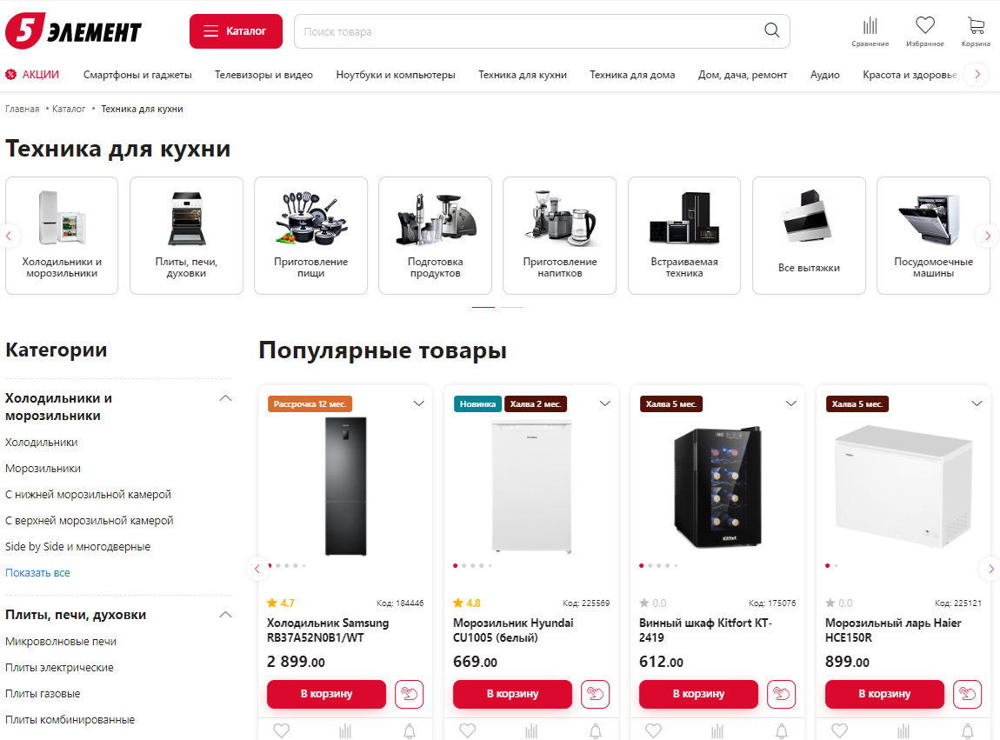 5 ЭЛЕМЕНТ
Каталог
Поиск товара
Сравнение
Избранное
Корзина
% АКЦИИ
Смартфоны и гаджеты
Телевизоры и видео
Ноутбуки и компьютеры
Техника для кухни
Техника для дома
Дом, дача, ремонт
Аудио
Красота и здоровье
Главная • Каталог • Техника для кухни
Техника для кухни
Холодильники и
морозильники
Плиты, печи,
духовки
Приготовление
пищи
Подготовка
продуктов
Приготовление
напитков
Встраиваемая
техника
Все вытяжки
Посудомоечные
машины
Категории
Холодильники и
морозильники
Холодильники
Морозильники
С нижней морозильной камерой
С верхней морозильной камерой
Side by Side и многодверные
Показать все
Плиты, печи, духовки
Микроволновые печи
Плиты электрические
Плиты газовые
Плиты комбинированные
Популярные товары
Рассрочка 12 мес.
4.7
Код: 184446
Холодильник Samsung
RB37A52N0B1/WT
2 899.00
В корзину
Новинка
Халва 2 мес.
4.8
Код: 225569
Морозильник Hyundai
CU1005 (белый)
669.00
В корзину
Халва 5 мес.
Kitfort
0.0
Код: 175076
Винный шкаф Kitfort KT-
2419
612.00
В корзину
Халва 5 мес.
0.0
Код: 225121
Морозильный ларь Haier
HCE150R
899.00
В корзину